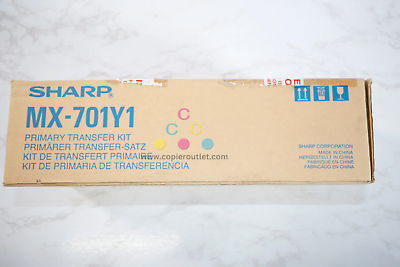 SHARP
MX-701Y1
PRIMARY TRANSFER KIT
PRIMÄRER TRANSFER-SATZ
KIT DE TRANSFERT PRIMAIRE
KIT DE PRIMARIA DE TRANSFERENCIA
C
C C
www.copieroutlet.com
SHARP CORPORATION
MADE IN CHINA
HERGESTELLT IN CHINA
FABRIQUÉ EN CHINE
FABRICADO EN CHINA